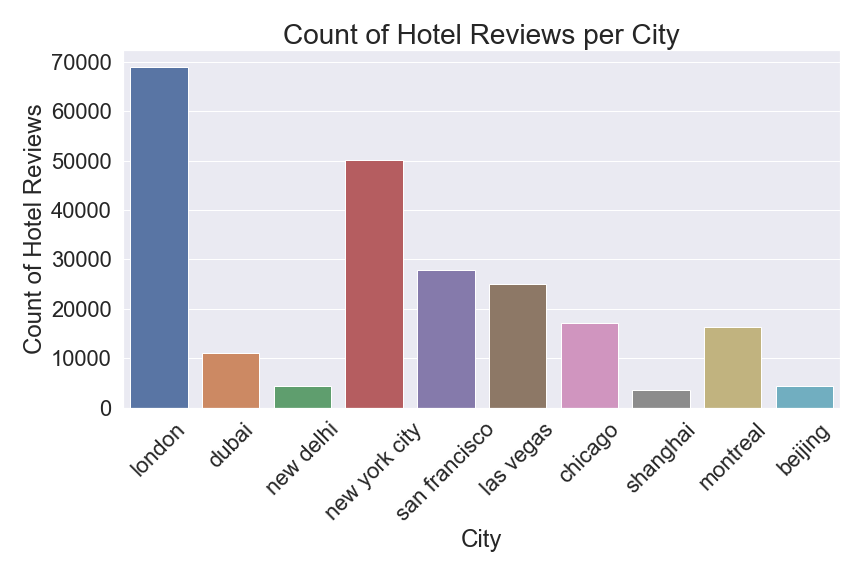 Count of Hotel Reviews per City
Count of Hotel Reviews
70000
60000
50000
40000
30000
20000
10000
0
london
dubai
new delhi
new york city
san francisco
las vegas
chicago
shanghai
montreal
beijing
City